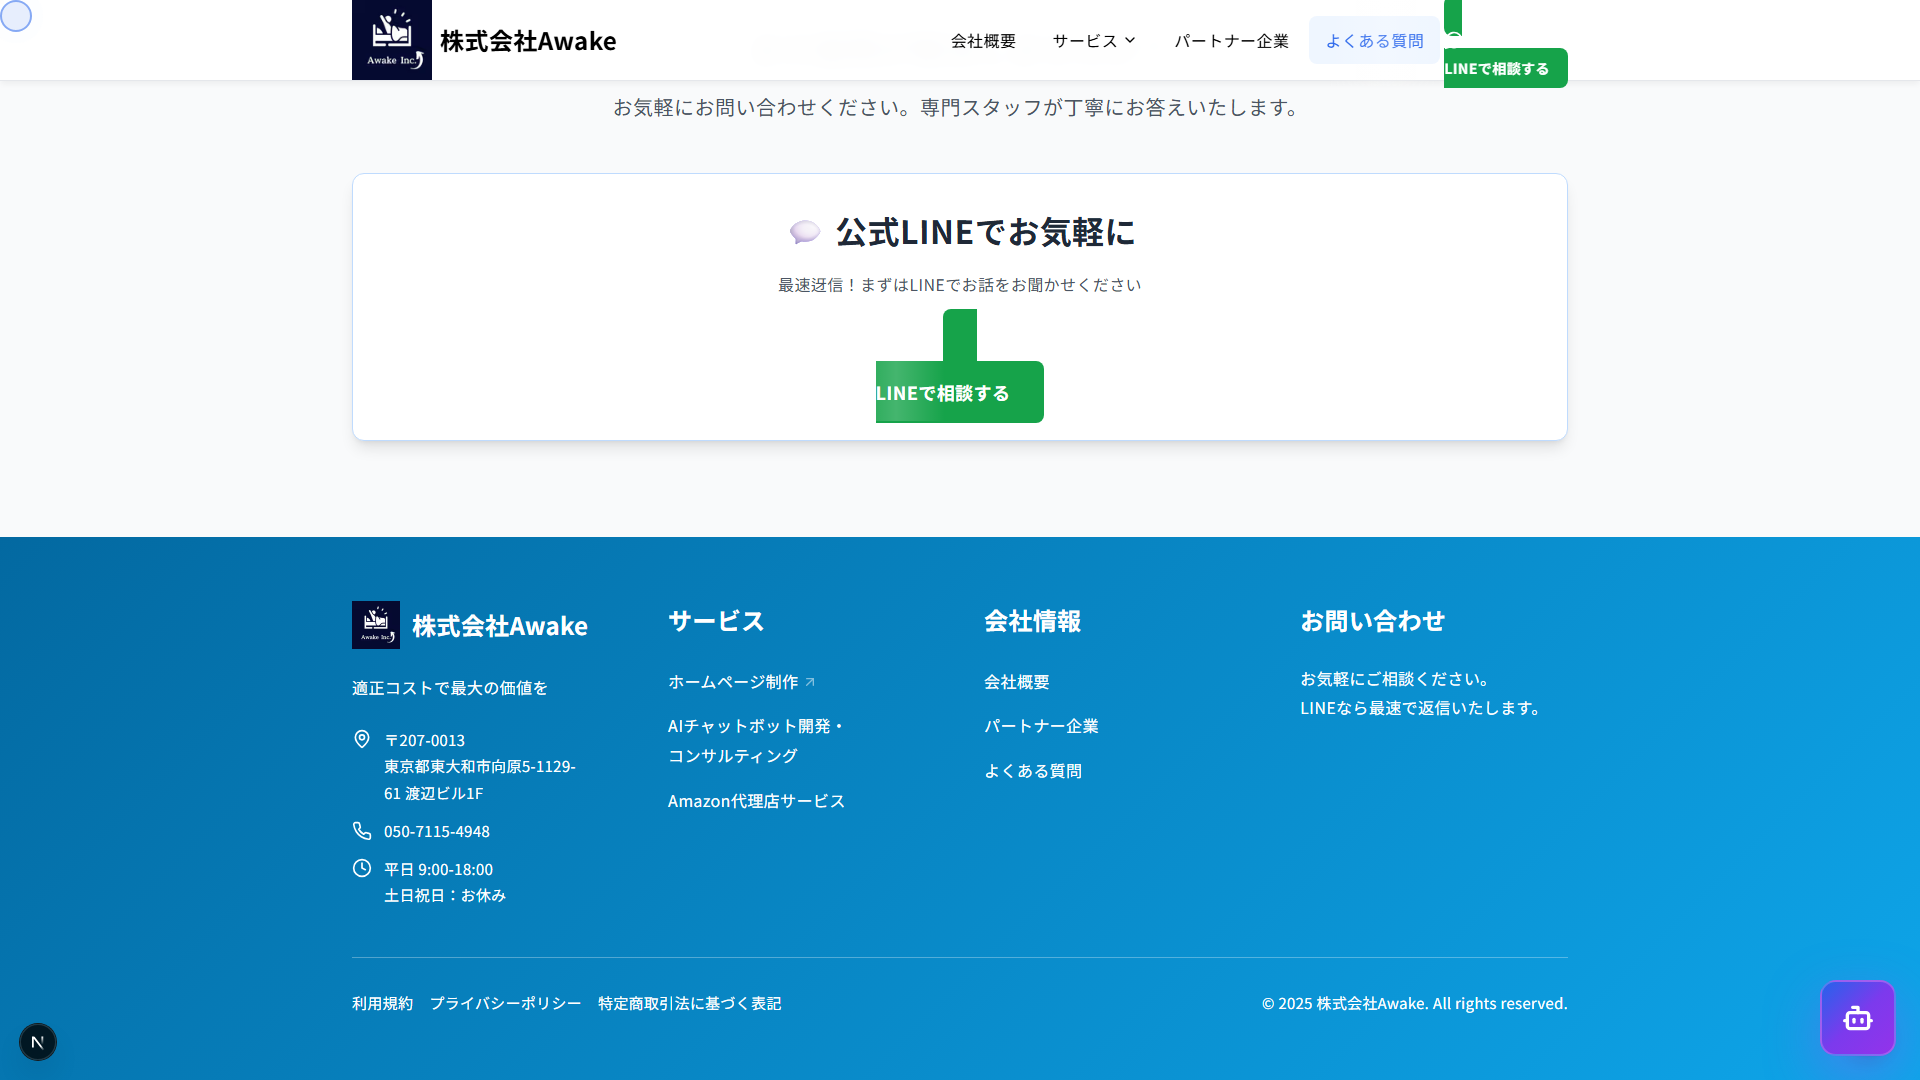 Awake Inc.
株式会社Awake
会社概要
サービス
パートナー企業
よくある質問
LINEで相談する
お気軽にお問い合わせください。専門スタッフが丁寧にお答えいたします。
公式LINEでお気軽に
最速迓信！まずはLINEでお話をお聞かせください
LINEで相談する
Awake Inc.
株式会社Awake
適正コストで最大の価値を
〒207-0013
東京都東大和市向原5-1129-
61 渡辺ビル1F
050-7115-4948
平日 9:00-18:00
土日祝日：お休み
サービス
ホームページ制作
AIチャットボット開発・
コンサルティング
Amazon代理店サービス
会社情報
会社概要
パートナー企業
よくある質問
お問い合わせ
お気軽にご相談ください。
LINEなら最速で返信いたします。
利用規約
プライバシーポリシー
特定商取引法に基づく表記
© 2025 株式会社Awake. All rights reserved.
N